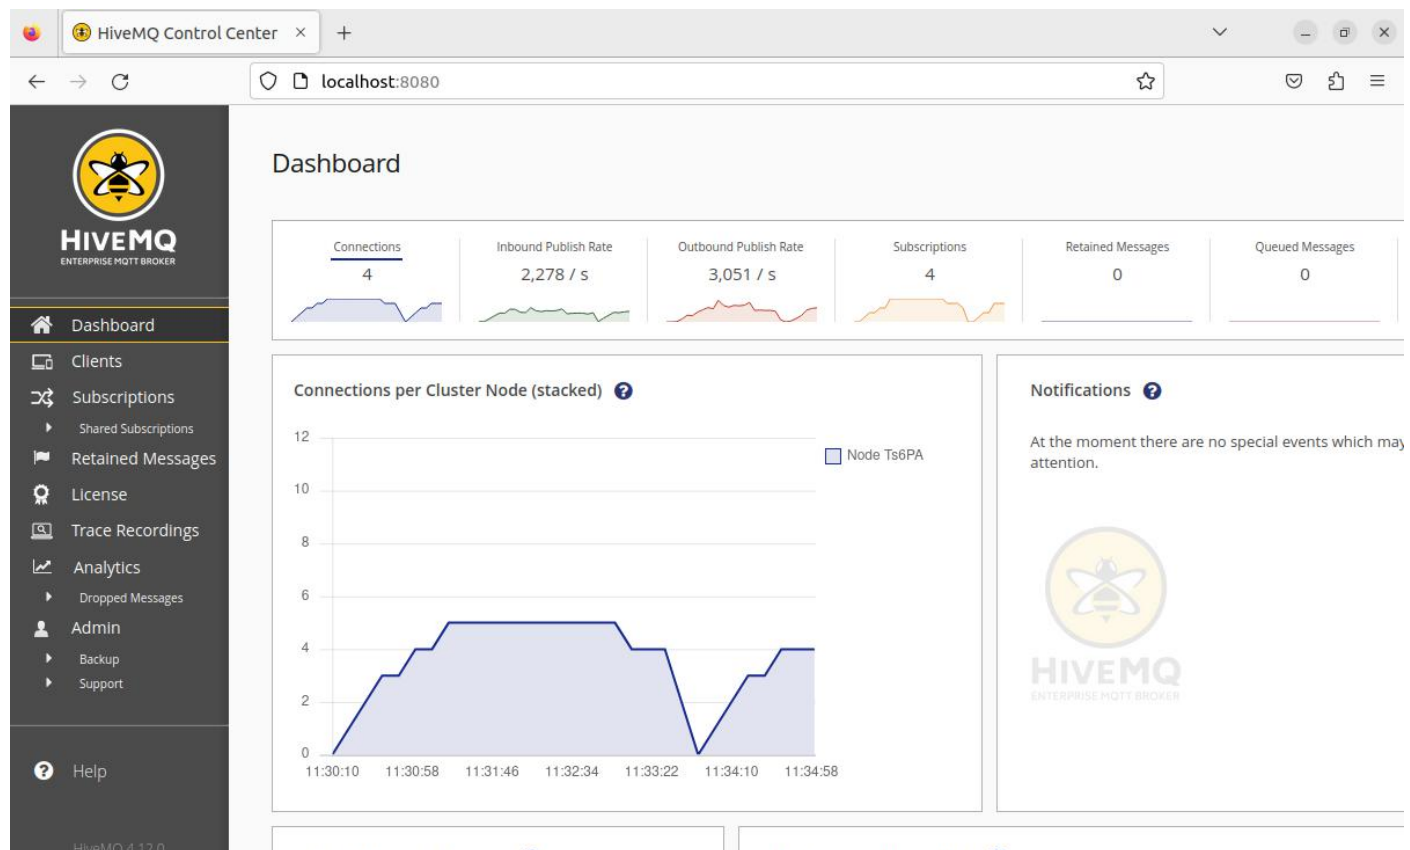 HiveMQ Control Center
localhost:8080
HIVEMQ
ENTERPRISE MQTT BROKER
Dashboard
Clients
Subscriptions
Shared Subscriptions
Retained Messages
License
Trace Recordings
Analytics
Dropped Messages
Admin
Backup
Support
Help
HiveMQ 4.12.0
Dashboard
Connections
4
Inbound Publish Rate
2,278 / s
Outbound Publish Rate
3,051 / s
Subscriptions
4
Retained Messages
0
Queued Messages
0
Connections per Cluster Node (stacked) ?
12
10
8
6
4
2
0
11:30:10 11:30:58 11:31:46 11:32:34 11:33:22 11:34:10 11:34:58
Node Ts6PA
Notifications ?
At the moment there are no special events which may
attention.
HIVEMQ
ENTERPRISE MQTT BROKER